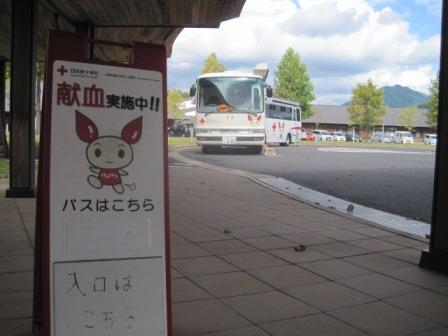 日本赤十字社
献血実施中!!
バスはこちら
入口は
こちら